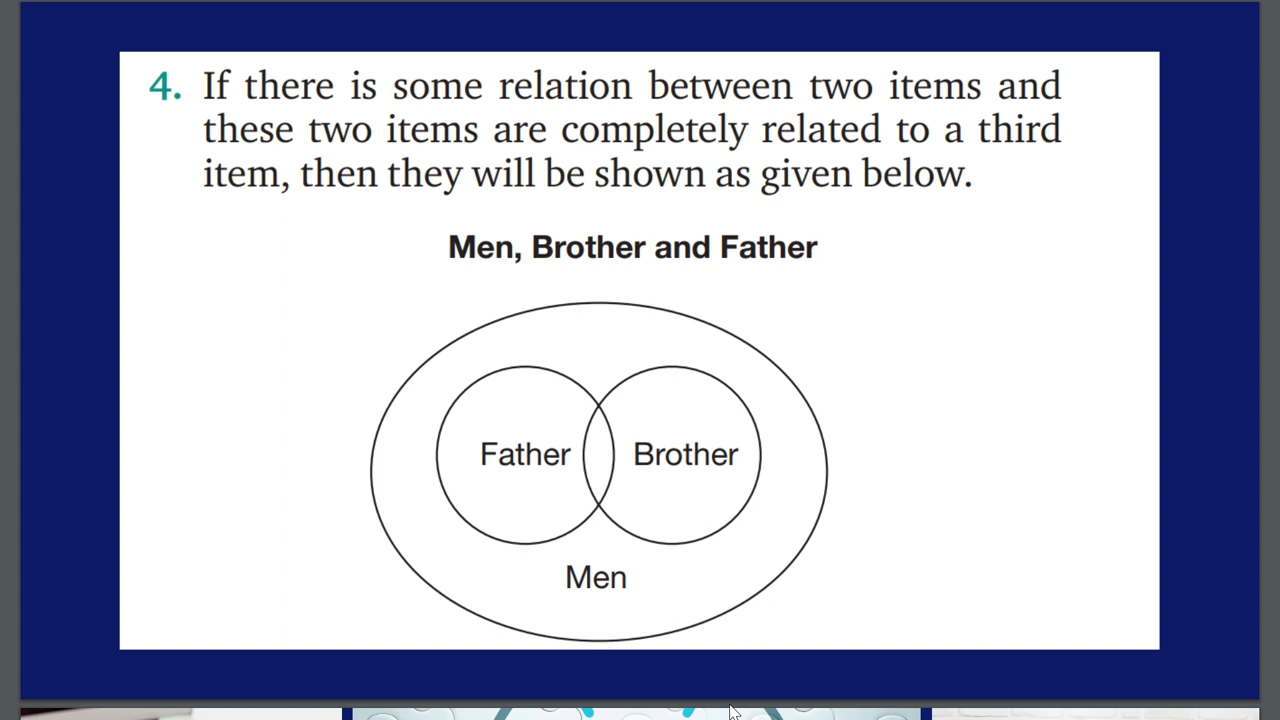 4. If there is some relation between two items and
these two items are completely related to a third
item, then they will be shown as given below.
Men, Brother and Father
Father Brother
Men